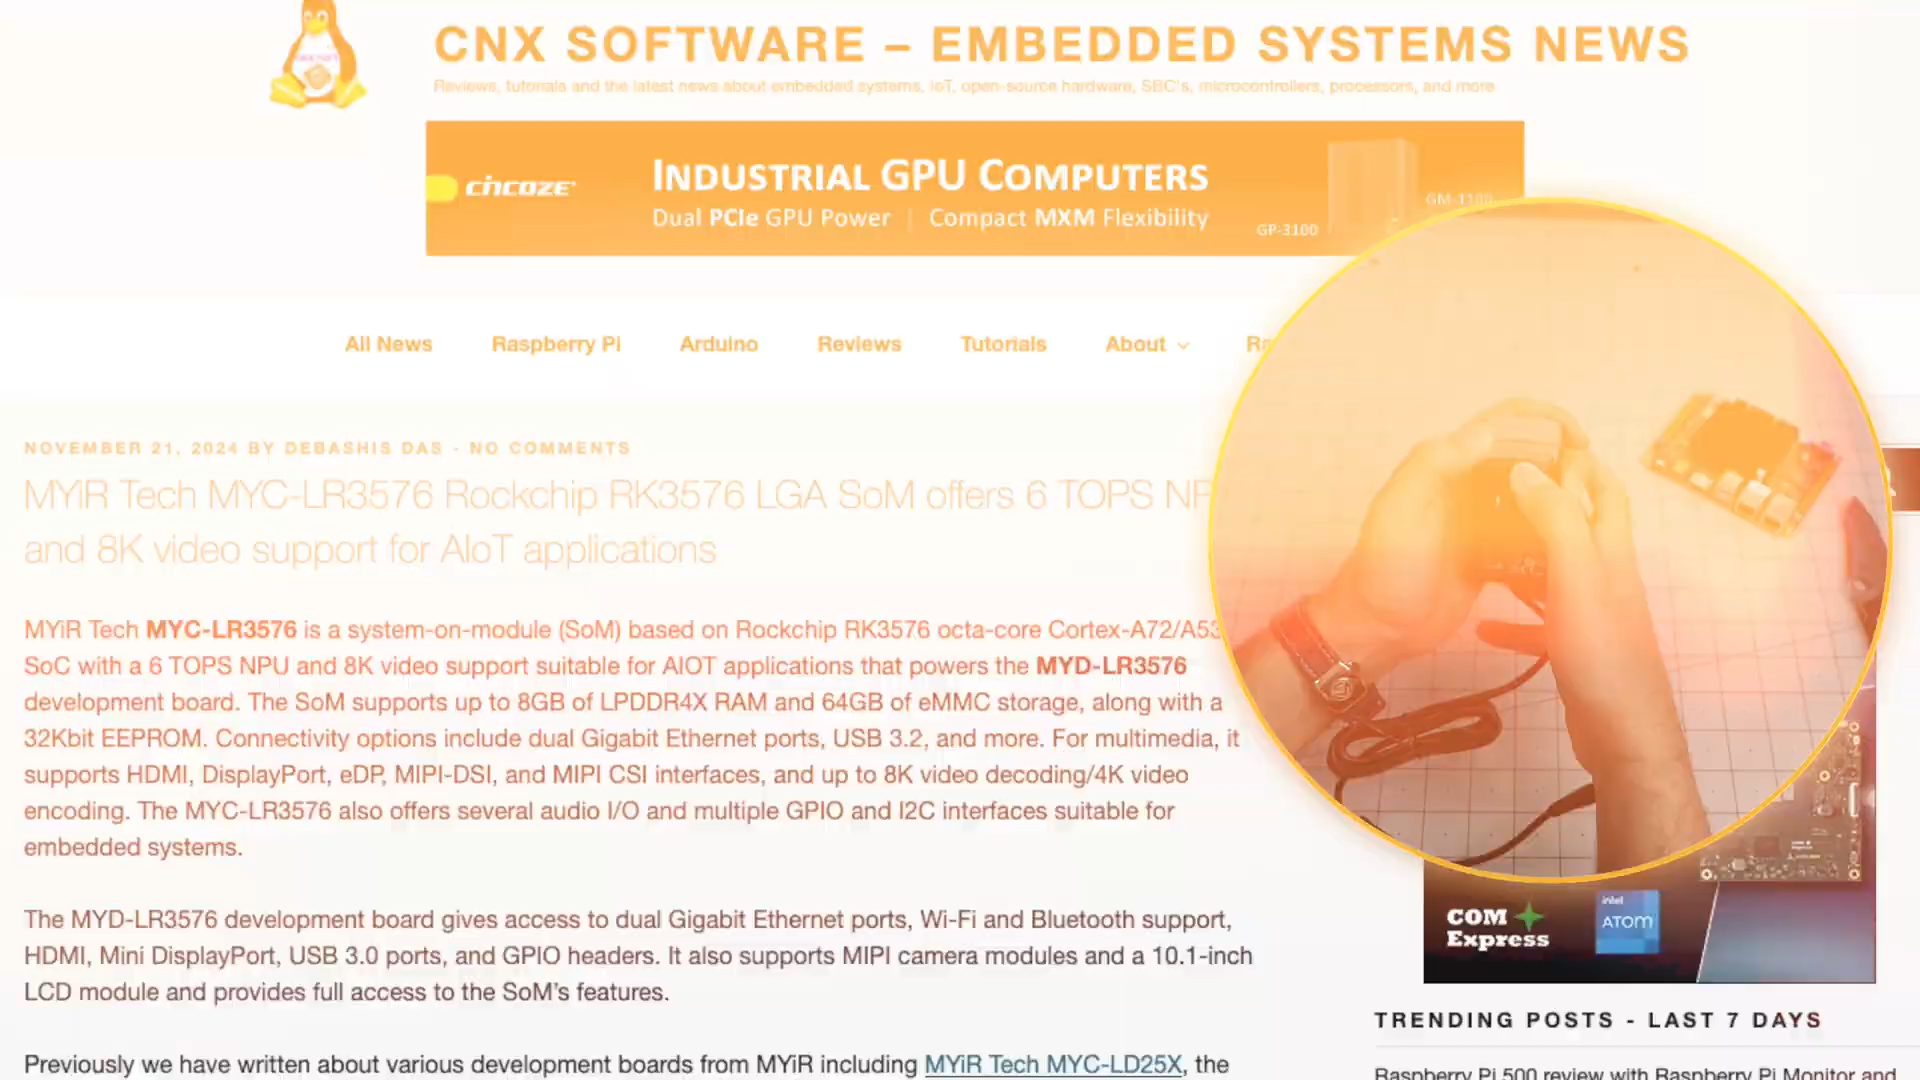 CNX SOFTWARE – EMBEDDED SYSTEMS NEWS
Reviews, tutorials and the latest news about embedded systems, IoT, open-source hardware, SBC's, microcontrollers, processors, and more
cincoze
INDUSTRIAL GPU COMPUTERS
Dual PCIe GPU Power | Compact MXM Flexibility
GP-3100
GM-1100
All News Raspberry Pi Arduino Reviews Tutorials About
NOVEMBER 21, 2024 BY DEBASHIS DAS - NO COMMENTS
MYiR Tech MYC-LR3576 Rockchip RK3576 LGA SoM offers 6 TOPS
and 8K video support for AIoT applications
MYiR Tech MYC-LR3576 is a system-on-module (SoM) based on Rockchip RK3576 octa-core Cortex-A72/A53
SoC with a 6 TOPS NPU and 8K video support suitable for AIOT applications that powers the MYD-LR3576
development board. The SoM supports up to 8GB of LPDDR4X RAM and 64GB of eMMC storage, along with a
32Kbit EEPROM. Connectivity options include dual Gigabit Ethernet ports, USB 3.2, and more. For multimedia, it
supports HDMI, DisplayPort, eDP, MIPI-DSI, and MIPI CSI interfaces, and up to 8K video decoding/4K video
encoding. The MYC-LR3576 also offers several audio I/O and multiple GPIO and I2C interfaces suitable for
embedded systems.
The MYD-LR3576 development board gives access to dual Gigabit Ethernet ports, Wi-Fi and Bluetooth support,
HDMI, Mini DisplayPort, USB 3.0 ports, and GPIO headers. It also supports MIPI camera modules and a 10.1-inch
LCD module and provides full access to the SoM's features.
Previously we have written about various development boards from MYiR including MYiR Tech MYC-LD25X, the
COM
Express
intel
ATOM
TRENDING POSTS - LAST 7 DAYS
Raspberry Pi 500 review with Raspberry Pi Monitor and